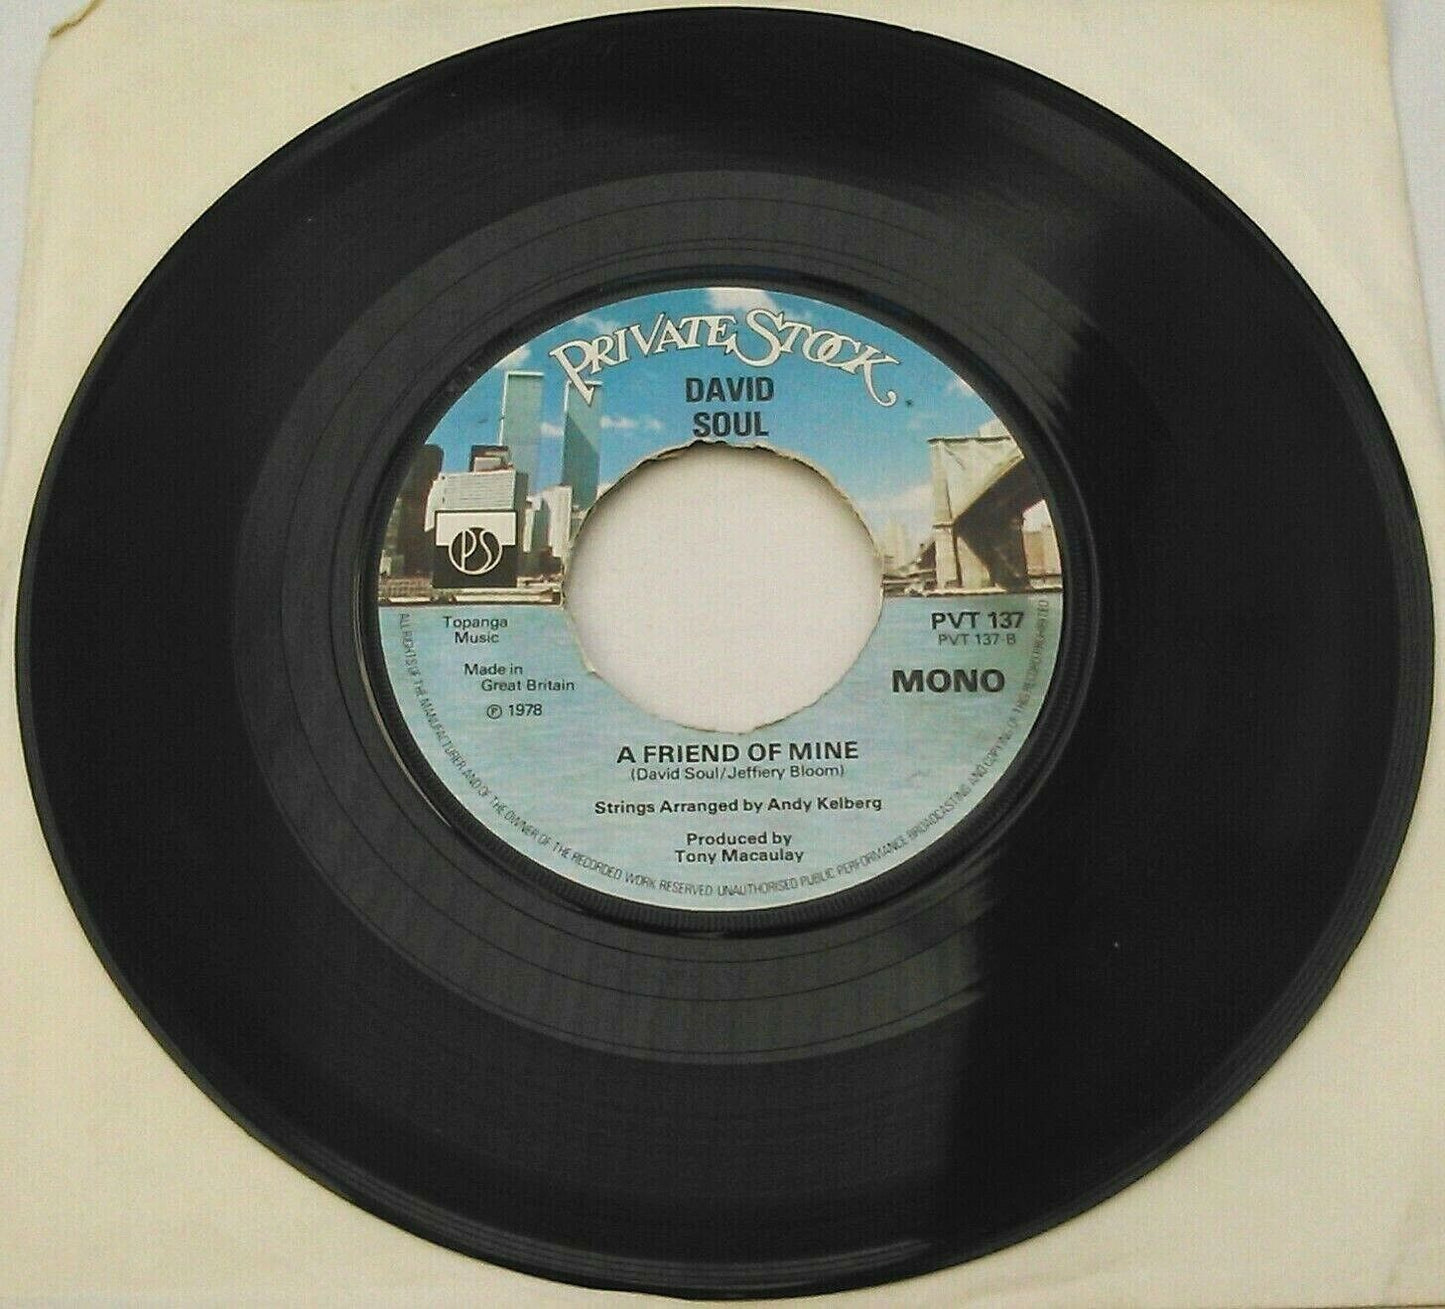 PRIVATE STOCK
DAVID
SOUL
PS
Topanga
Music
Made in
Great Britain
℗ 1978
PVT 137
PVT 137 B
MONO
A FRIEND OF MINE
(David Soul/Jeffiery Bloom)
Strings Arranged by Andy Kelberg
Produced by
Tony Macaulay
ALL RIGHTS OF THE MANUFACTURER AND OF THE OWNER OF THE RECORDED WORK RESERVED UNAUTHORISED PUBLIC PERFORMANCE BROADCASTING AND COPYING OF THIS RECORD PROHIBITED